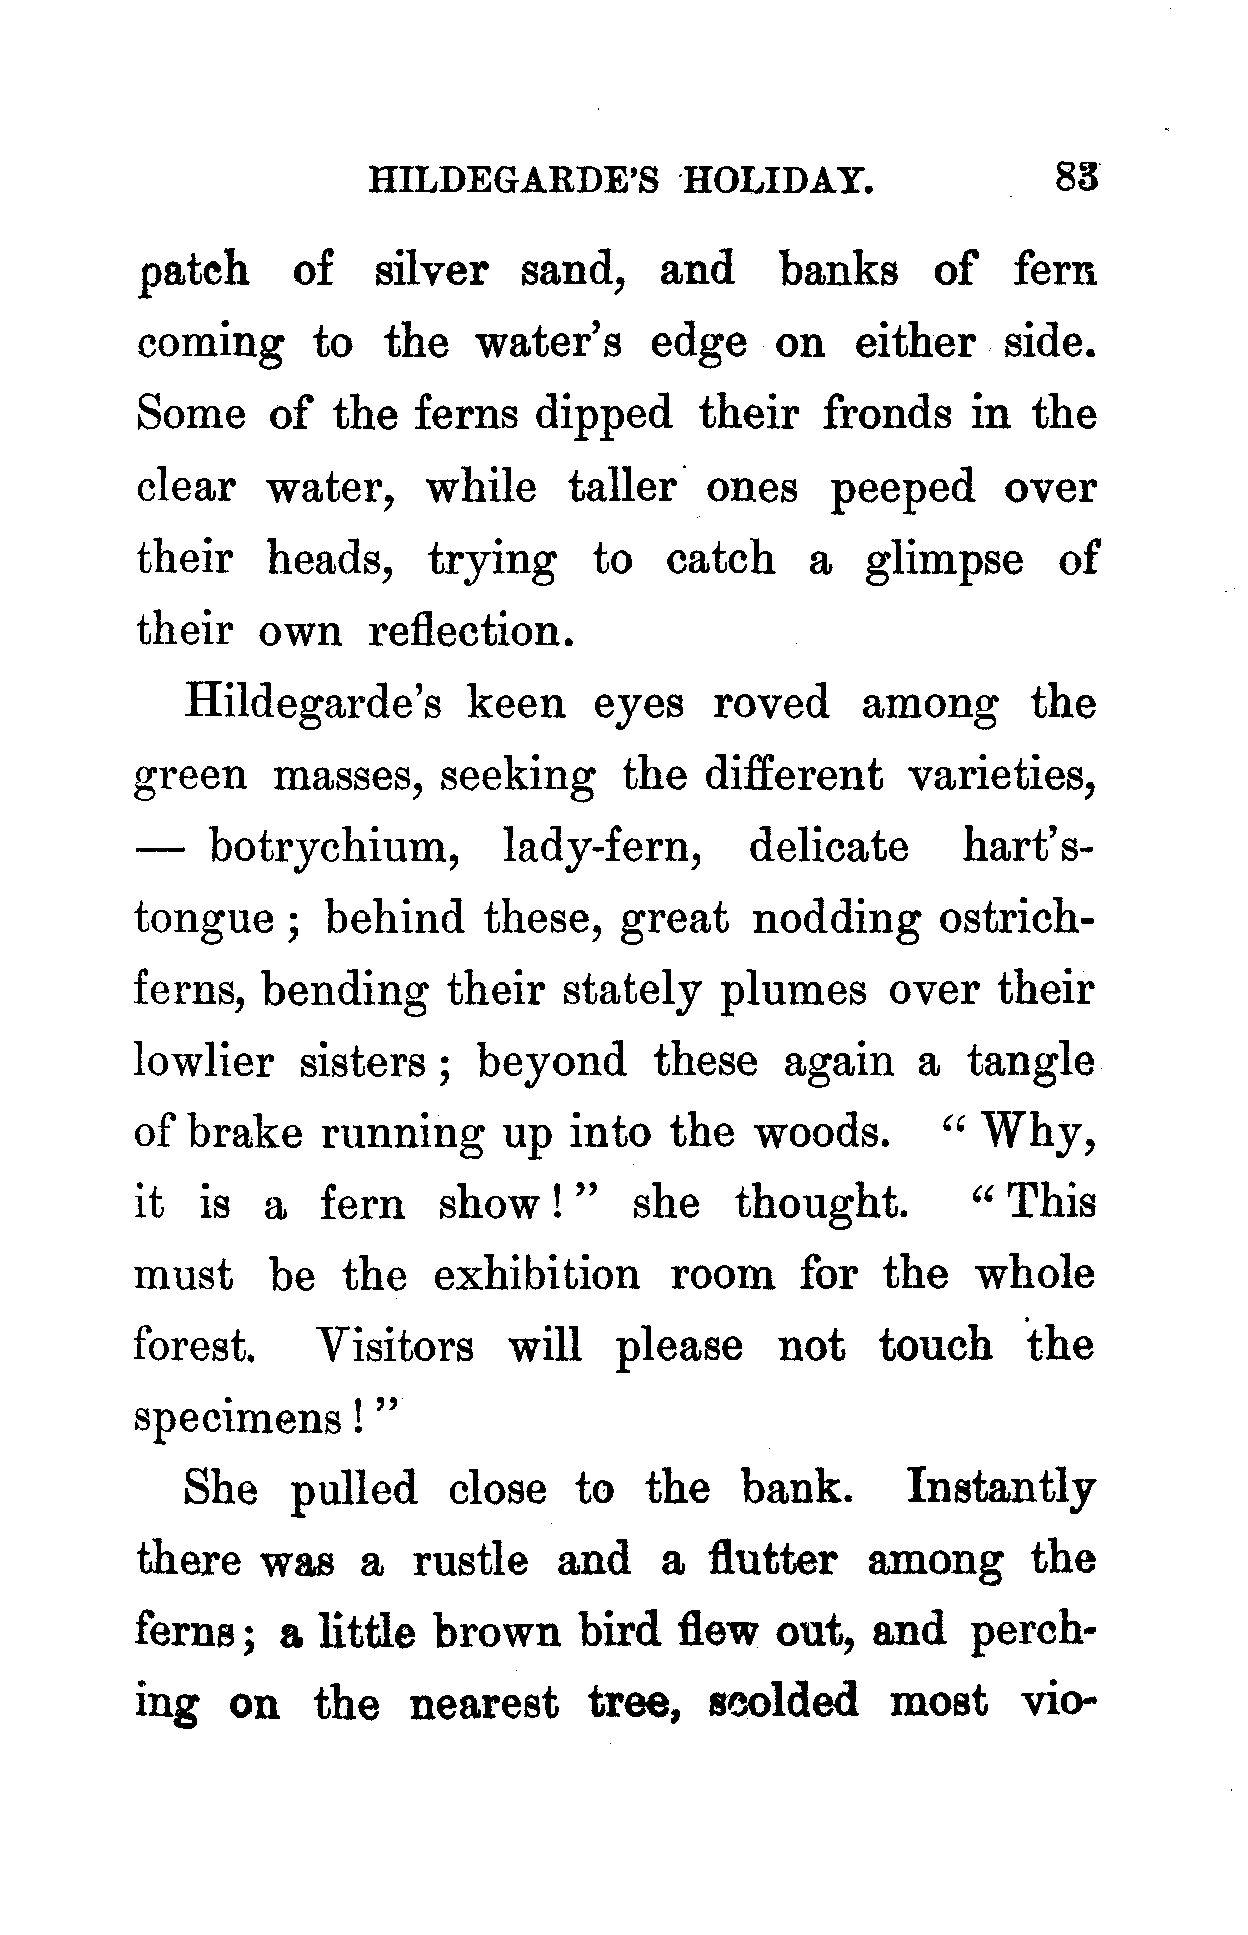 HILDEGARDE'S HOLIDAY. 83
patch of silver sand, and banks of fern
coming to the water's edge on either side.
Some of the ferns dipped their fronds in the
clear water, while taller ones peeped over
their heads, trying to catch a glimpse of
their own reflection.
Hildegarde's keen eyes roved among the
green masses, seeking the different varieties,
— botrychium, lady-fern, delicate hart's-
tongue ; behind these, great nodding ostrich-
ferns, bending their stately plumes over their
lowlier sisters ; beyond these again a tangle
of brake running up into the woods. “ Why,
it is a fern show ! ” she thought. “ This
must be the exhibition room for the whole
forest. Visitors will please not touch the
specimens ! ”
She pulled close to the bank. Instantly
there was a rustle and a flutter among the
ferns ; a little brown bird flew out, and perch-
ing on the nearest tree, scolded most vio-